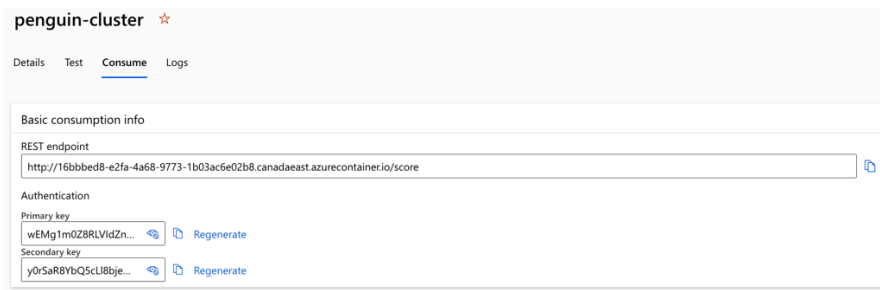 penguin-cluster
Details Test Consume Logs
Basic consumption info
REST endpoint
http://16bbbed8-e2fa-4a68-9773-1b03ac6e02b8.canadaeast.azurecontainer.io/score
Authentication
Primary key
wEMg1m0Z8RLVIdZn... Regenerate
Secondary key
y0rSaR8YbQ5cLl8bje... Regenerate